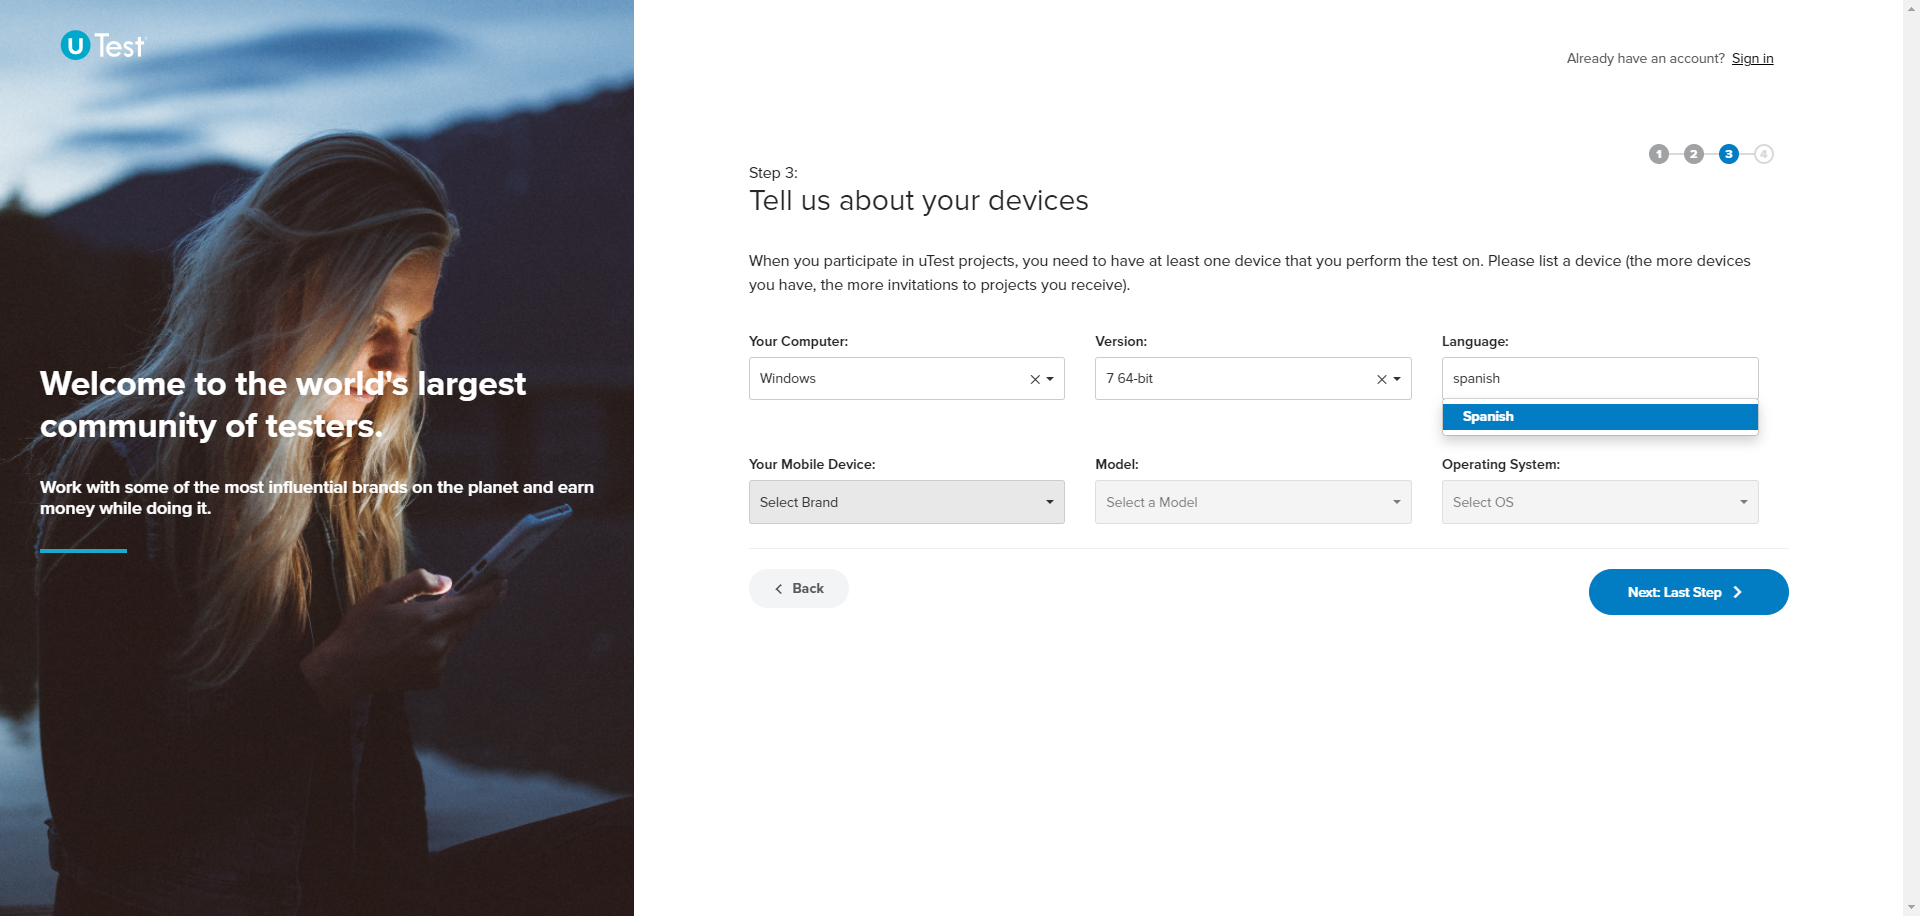 uTest
Already have an account? Sign in
1 2 3 4
Step 3:
Tell us about your devices
When you participate in uTest projects, you need to have at least one device that you perform the test on. Please list a device (the more devices
you have, the more invitations to projects you receive).
Your Computer: Version: Language:
Windows 7 64-bit spanish
Spanish
Your Mobile Device: Model: Operating System:
Select Brand Select a Model Select OS
Back Next: Last Step
Welcome to the world's largest
community of testers.
Work with some of the most influential brands on the planet and earn
money while doing it.